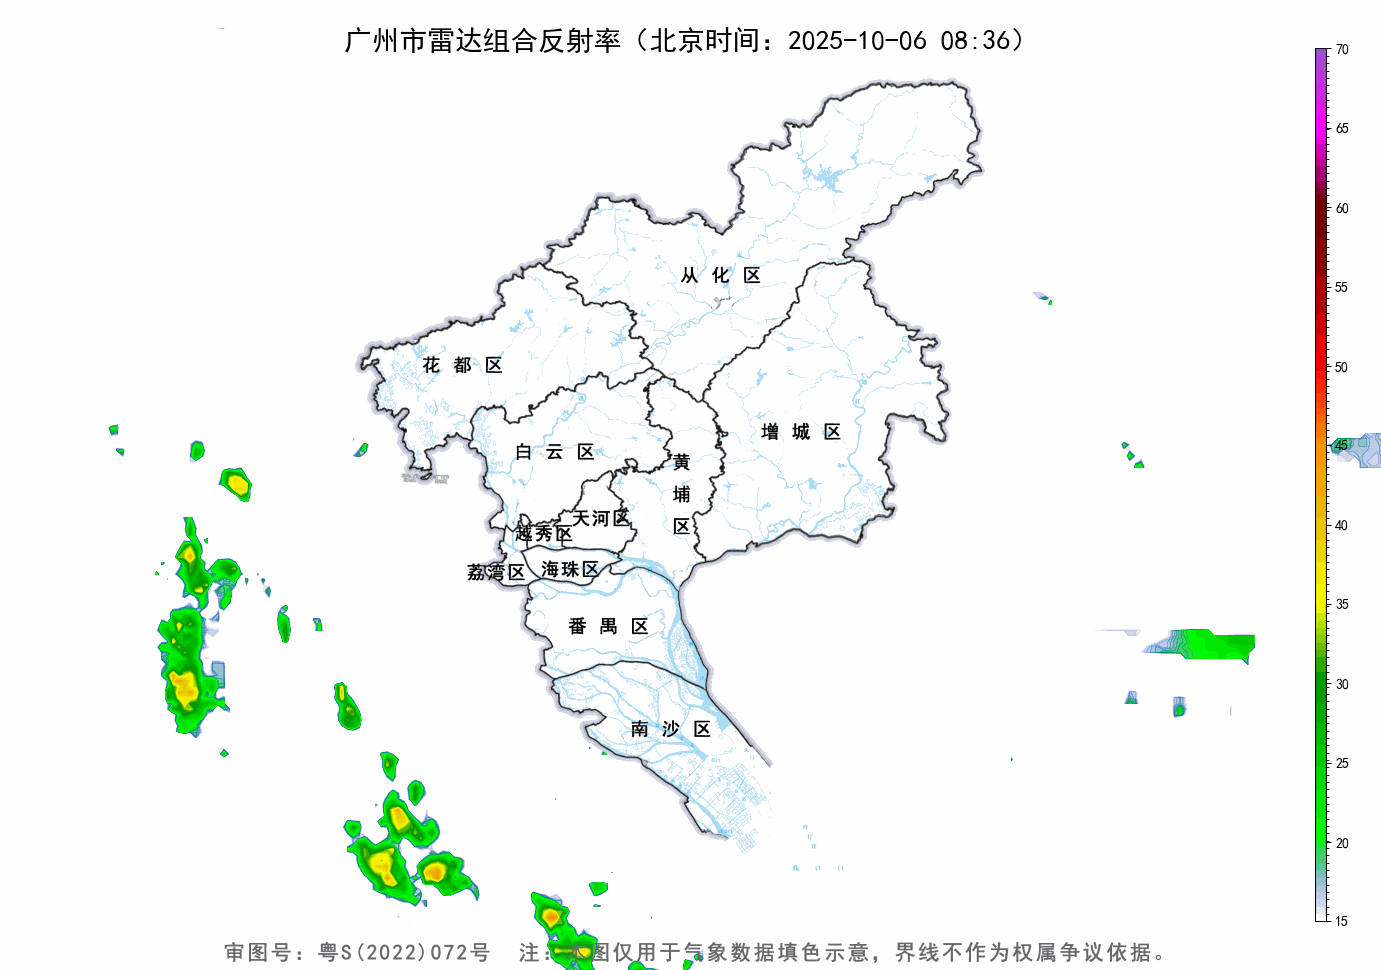 广州市雷达组合反射率（北京时间：2025-10-06 08:36）
70
65
60
55
50
45
40
35
30
25
20
15
从化区
花都区
增城区
白云区
黄埔区
天河区
越秀区
荔湾区
海珠区
番禺区
南沙区
审图号：粤S(2022)072号 注：本图仅用于气象数据填色示意，界线不作为权属争议依据。